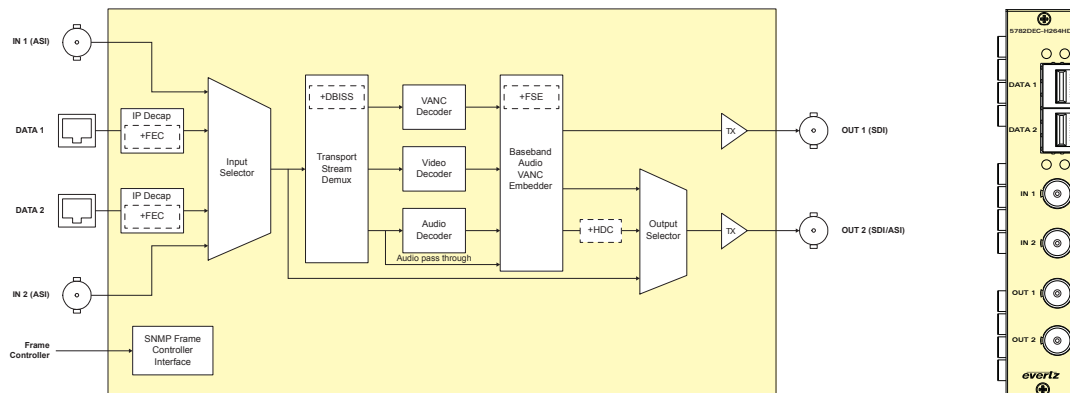 IN 1 (ASI)
DATA 1
IP Decap
+FEC
DATA 2
IP Decap
+FEC
IN 2 (ASI)
Frame
Controller
SNMP Frame
Controller
Interface
Input
Selector
+DBISS
Transport
Stream
Demux
VANC
Decoder
Video
Decoder
Audio
Decoder
Audio pass through
+FSE
Baseband
Audio
VANC
Embedder
+HDC
Output
Selector
TX
OUT 1 (SDI)
TX
OUT 2 (SDI/ASI)
5782DEC-H264HD
DATA 1
DATA 2
IN 1
IN 2
OUT 1
OUT 2
evertz